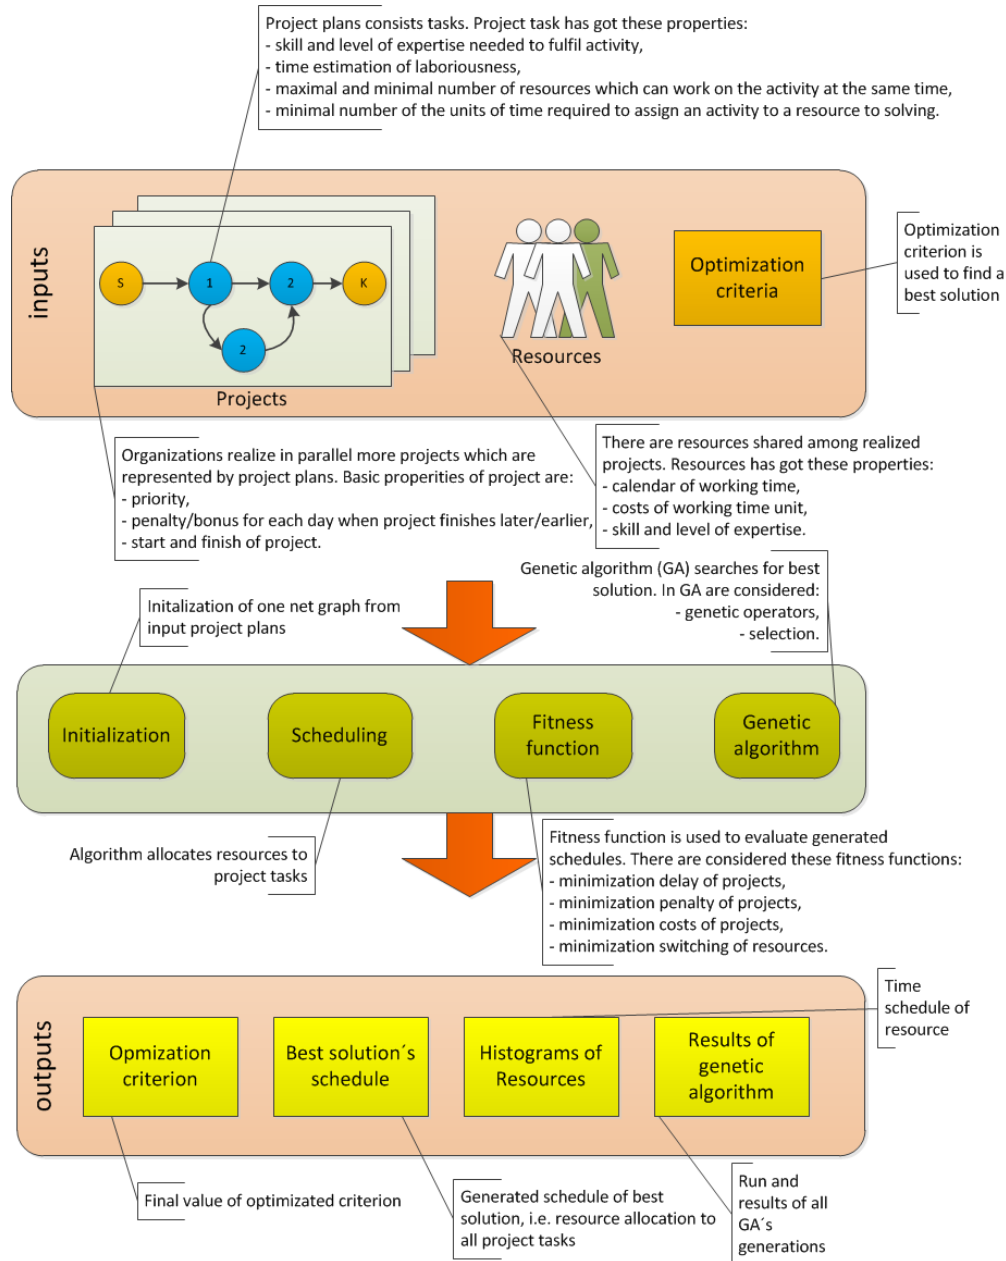 Project plans consists tasks. Project task has got these properties:
- skill and level of expertise needed to fulfil activity,
- time estimation of laboriousness,
- maximal and minimal number of resources which can work on the activity at the same time,
- minimal number of the units of time required to assign an activity to a resource to solving.
inputs
S
1
2
K
2
Projects
Resources
Optimization
criteria
Optimization
criterion is
used to find a
best solution
Organizations realize in parallel more projects which are
represented by project plans. Basic properities of project are:
- priority,
- penalty/bonus for each day when project finishes later/earlier,
- start and finish of project.
There are resources shared among realized
projects. Resources has got these properties:
- calendar of working time,
- costs of working time unit,
- skill and level of expertise.
Genetic algorithm (GA) searches for best
solution. In GA are considered:
- genetic operators,
- selection.
Initalization of one net graph from
input project plans
Initialization
Scheduling
Fitness
function
Genetic
algorithm
Algorithm allocates resources to
project tasks
Fitness function is used to evaluate generated
schedules. There are considered these fitness functions:
- minimization delay of projects,
- minimization penalty of projects,
- minimization costs of projects,
- minimization switching of resources.
Time
schedule of
resource
outputs
Opmization
criterion
Best solution´s
schedule
Histograms of
Resources
Results of
genetic
algorithm
Final value of optimizated criterion
Generated schedule of best
solution, i.e. resource allocation to
all project tasks
Run and
results of all
GA´s
generations